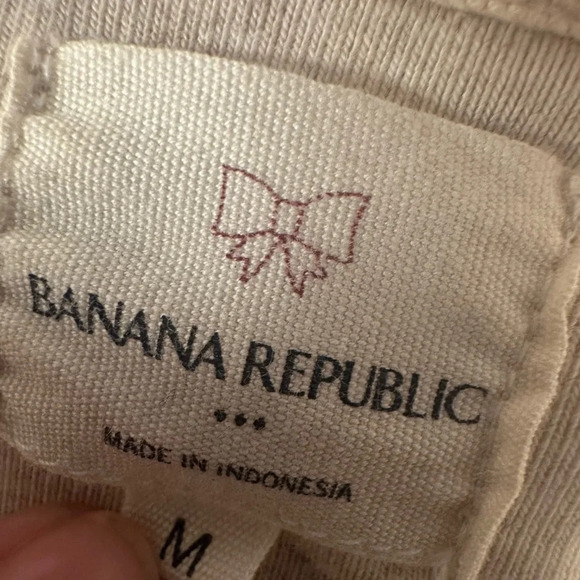 BANANA REPUBLIC
•••
MADE IN INDONESIA
M